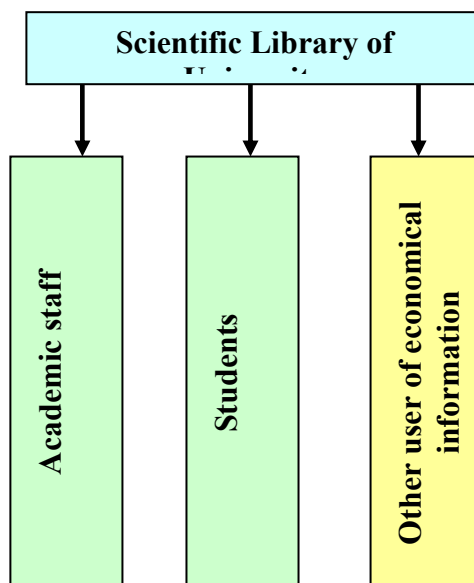 Scientific Library of
Academic staff
Students
Other user of economical
information